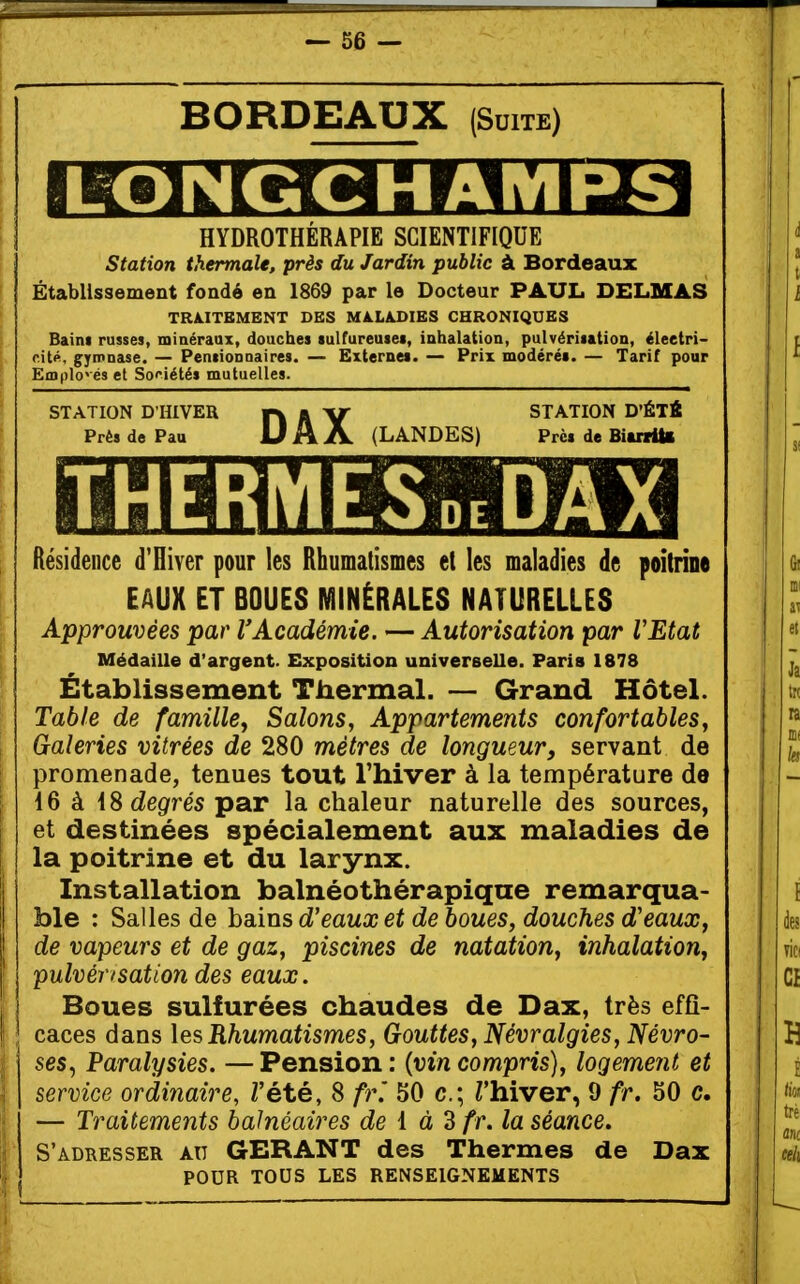 — 56 —
BORDEAUX (SUITE)
LONGCHAMPS
HYDROTHÉRAPIE SCIENTIFIQUE
Station thermale, près du Jardin public à Bordeaux
Établissement fondé en 1869 par le Docteur PAUL DELMAS
TRAITEMENT DES MALADIES CHRONIQUES
Bains russes, minéraux, douches sulfureuses, inhalation, pulvérisation, électri-
cité, gymnase. — Pensionnaires. — Externes. — Prix modérés. — Tarif pour
Employés et Sociétés mutuelles.
STATION D'HIVER
Près de Pau
DAX (LANDES)
STATION D'ÉTÉ
Près de Biarritz
THERMES DE DAX
Résidence d'Hiver pour les Rhumatismes et les maladies de poitrine
EAUX ET BOUES MINÉRALES NATURELLES
Approuvées par l'Académie. — Autorisation par l'Etat
Médaille d'argent. Exposition universelle. Paris 1878
Établissement Thermal. — Grand Hôtel.
Table de famille, Salons, Appartements confortables,
Galeries vitrées de 280 mètres de longueur, servant de
promenade, tenues tout l'hiver à la température de
16 à 18 degrés par la chaleur naturelle des sources,
et destinées spécialement aux maladies de
la poitrine et du larynx.
Installation balnéothérapique remarqua-
ble : Salles de bains d'eaux et de boues, douches d'eaux,
de vapeurs et de gaz, piscines de natation, inhalation,
pulvérisation des eaux.
Boues sulfurées chaudes de Dax, très effi-
caces dans les Rhumatismes, Gouttes, Névralgies, Névro-
ses, Paralysies. — Pension : (vin compris), logement et
service ordinaire, l'été, 8 fr. 50 c.; l'hiver, 9 fr. 50 c.
— Traitements balnéaires de 1 à 3 fr. la séance.
S'ADRESSER AU GERANT des Thermes de Dax
POUR TOUS LES RENSEIGNEMENTS